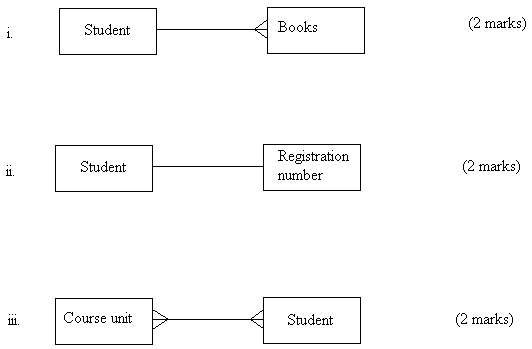 i. Student Books (2 marks)
ii. Student Registration number (2 marks)
iii. Course unit Student (2 marks)